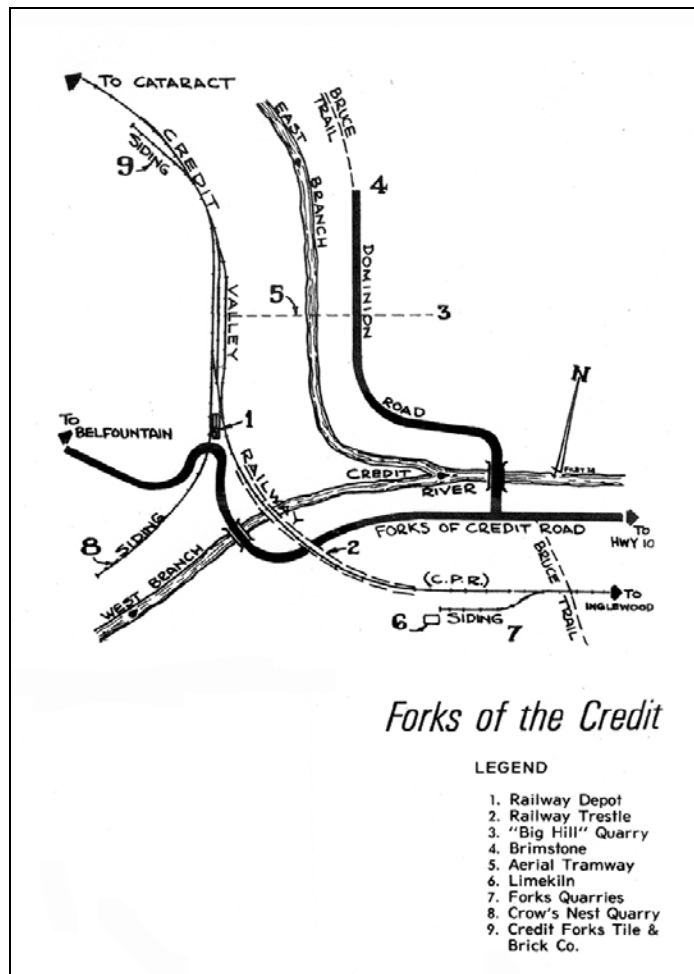 TO CATARACT
CREDIT
VALLEY
RAILWAY
9
SIDING
EAST
BRANCH
BRUCE
TRAIL
4
DOMINION
ROAD
5
3
N
1
TO
BELFOUNTAIN
CREDIT
RIVER
FORKS OF CREDIT ROAD
TO
HWY 10
2
8
SIDING
WEST BRANCH
(C.P.R.)
BRUCE
TRAIL
TO
INGLEWOOD
6
SIDING
7
Forks of the Credit
LEGEND
1. Railway Depot
2. Railway Trestle
3. "Big Hill" Quarry
4. Brimstone
5. Aerial Tramway
6. Limekiln
7. Forks Quarries
8. Crow's Nest Quarry
9. Credit Forks Tile &
Brick Co.